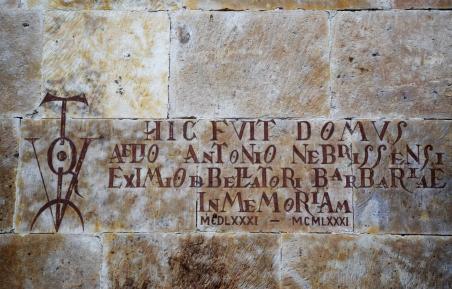 HIC FVIT DOMVS
AELIO ANTONIO NEBRISSENSI
EXIMIO DEBELLATORI BARBARIAE
IN MEMORIAM
MCDLXXXI - MCMLXXXI